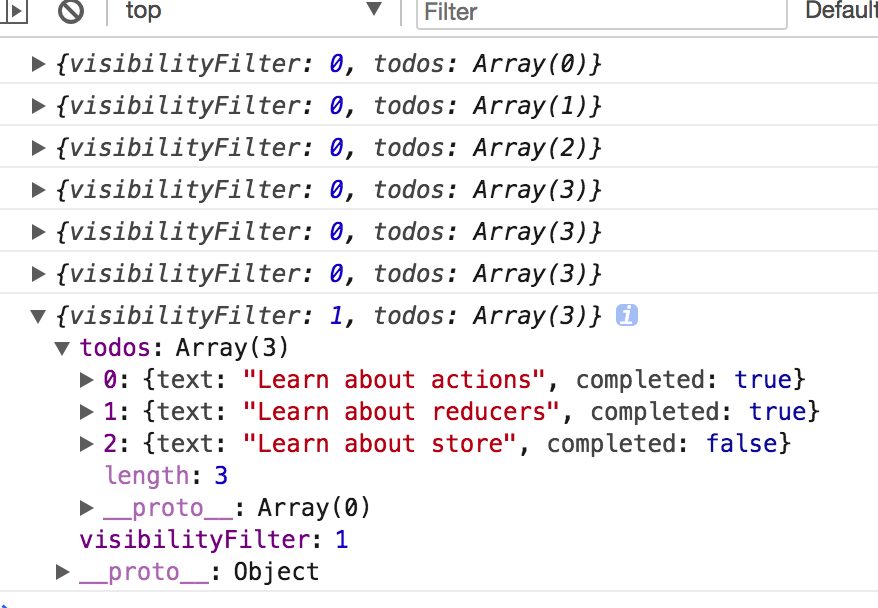 top Filter Default
{visibilityFilter: 0, todos: Array(0)}
{visibilityFilter: 0, todos: Array(1)}
{visibilityFilter: 0, todos: Array(2)}
{visibilityFilter: 0, todos: Array(3)}
{visibilityFilter: 0, todos: Array(3)}
{visibilityFilter: 0, todos: Array(3)}
{visibilityFilter: 1, todos: Array(3)} i
todos: Array(3)
0: {text: "Learn about actions", completed: true}
1: {text: "Learn about reducers", completed: true}
2: {text: "Learn about store", completed: false}
length: 3
__proto__: Array(0)
visibilityFilter: 1
__proto__: Object